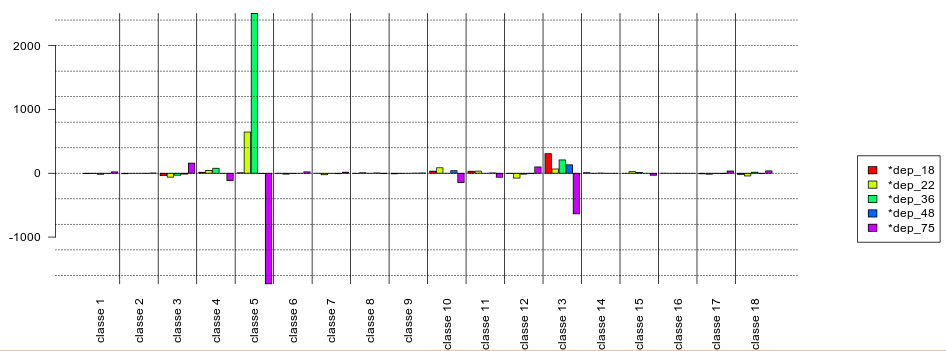 2000
1000
0
-1000
classe 1
classe 2
classe 3
classe 4
classe 5
classe 6
classe 7
classe 8
classe 9
classe 10
classe 11
classe 12
classe 13
classe 14
classe 15
classe 16
classe 17
classe 18
*dep_18
*dep_22
*dep_36
*dep_48
*dep_75